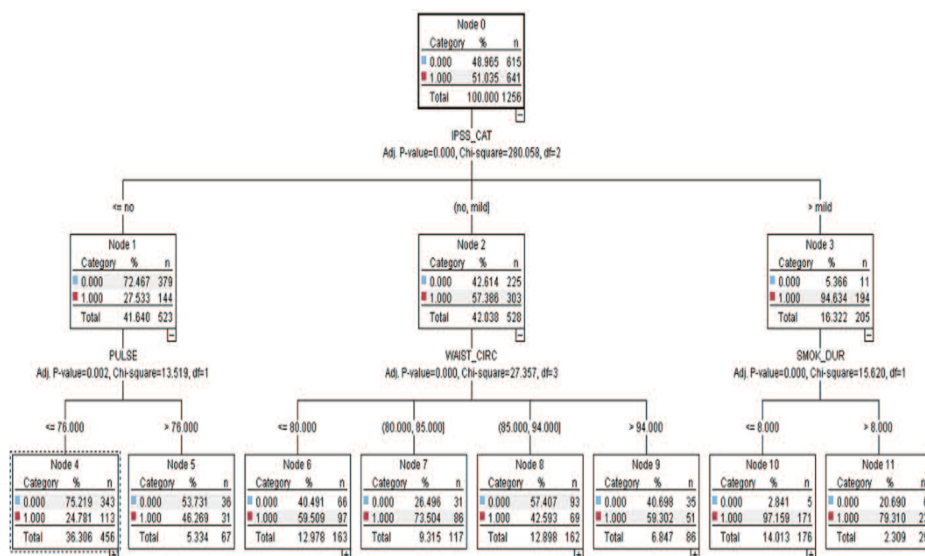 Node 0
Category % n
0.000 48.965 615
1.000 51.035 641
Total 100.000 1256
IPSS_CAT
Adj. P-value=0.000, Chi-square=280.058, df=2
<= no
(no, mild]
> mild
Node 1
Category % n
0.000 72.467 379
1.000 27.533 144
Total 41.640 523
Node 2
Category % n
0.000 42.614 225
1.000 57.386 303
Total 42.038 528
Node 3
Category % n
0.000 5.366 11
1.000 94.634 194
Total 16.322 205
PULSE
Adj. P-value=0.002, Chi-square=13.519, df=1
WAIST_CIRC
Adj. P-value=0.000, Chi-square=27.357, df=3
SMOK_DUR
Adj. P-value=0.000, Chi-square=15.620, df=1
<= 76.000
> 76.000
<= 80.000
(80.000, 85.000]
(85.000, 94.000]
> 94.000
<= 8.000
> 8.000
Node 4
Category % n
0.000 75.219 343
1.000 24.781 113
Total 36.306 456
Node 5
Category % n
0.000 53.731 36
1.000 46.269 31
Total 5.334 67
Node 6
Category % n
0.000 40.491 66
1.000 59.509 97
Total 12.978 163
Node 7
Category % n
0.000 26.496 31
1.000 73.504 86
Total 9.315 117
Node 8
Category % n
0.000 57.407 93
1.000 42.593 69
Total 12.898 162
Node 9
Category % n
0.000 40.698 35
1.000 59.302 51
Total 6.847 86
Node 10
Category % n
0.000 2.841 5
1.000 97.159 171
Total 14.013 176
Node 11
Category % n
0.000 20.690
1.000 79.310
Total 2.309